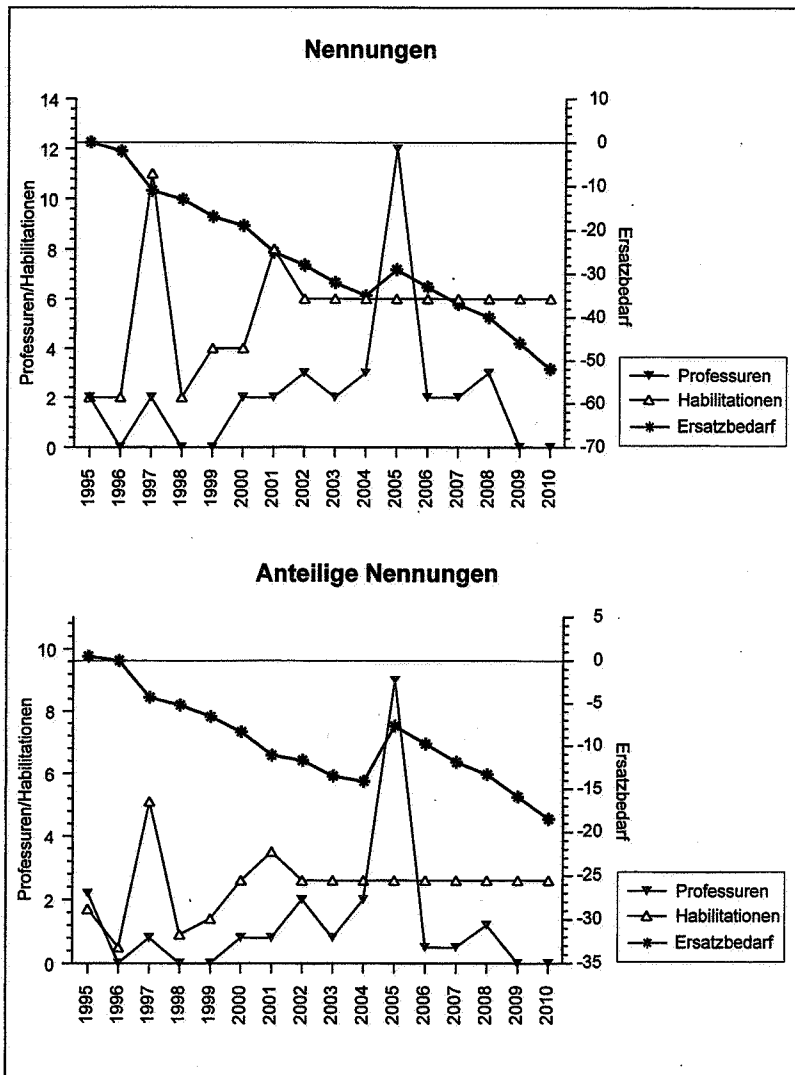 Nennungen
14
12
10
8
6
4
2
0
Professuren/Habilitationen
10
0
-10
-20
-30
-40
-50
-60
-70
Ersatzbedarf
1995 1996 1997 1998 1999 2000 2001 2002 2003 2004 2005 2006 2007 2008 2009 2010
Professuren
Habilitationen
Ersatzbedarf
Anteilige Nennungen
10
8
6
4
2
0
Professuren/Habilitationen
5
0
-5
-10
-15
-20
-25
-30
-35
Ersatzbedarf
1995 1996 1997 1998 1999 2000 2001 2002 2003 2004 2005 2006 2007 2008 2009 2010
Professuren
Habilitationen
Ersatzbedarf